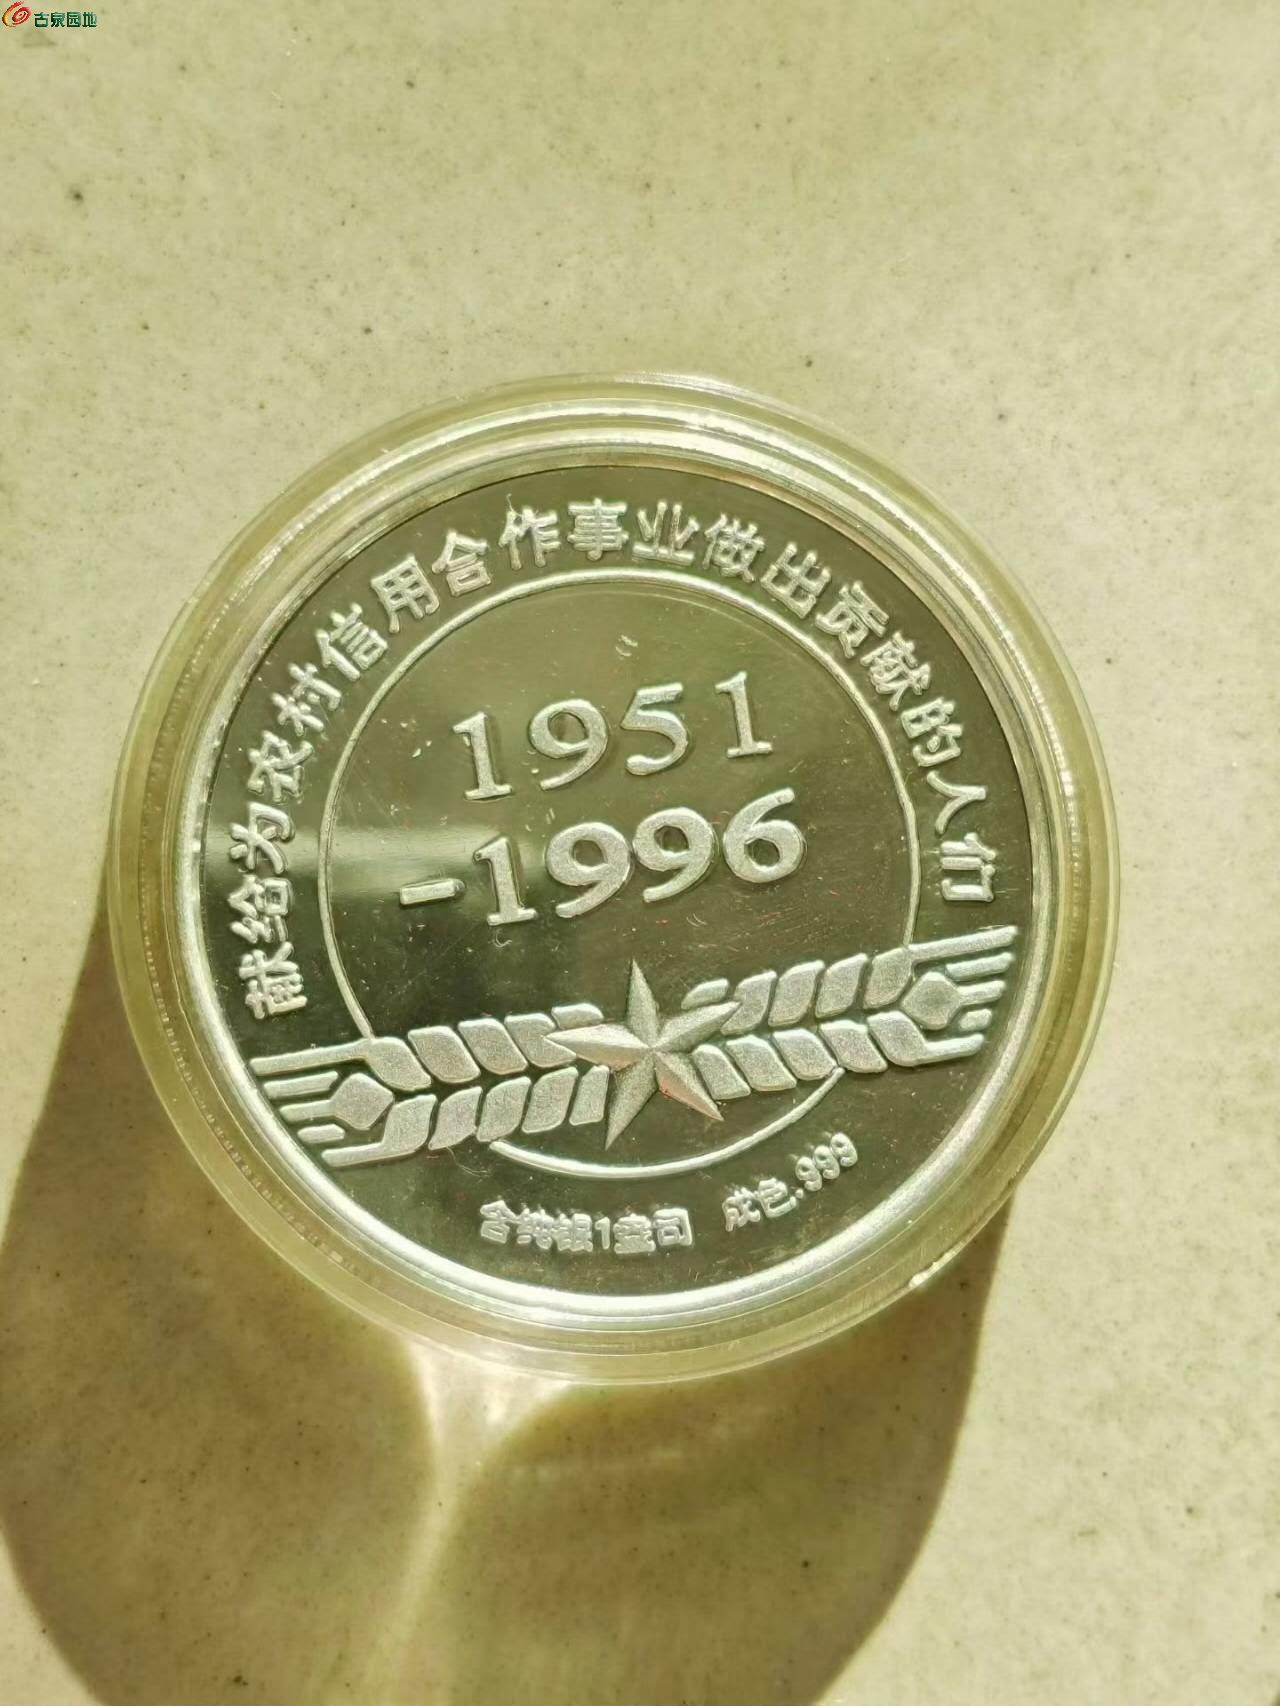 古泉园地
献给为农村信用合作事业做出贡献的人们
1951
-1996
含纯银1盎司 成色.999